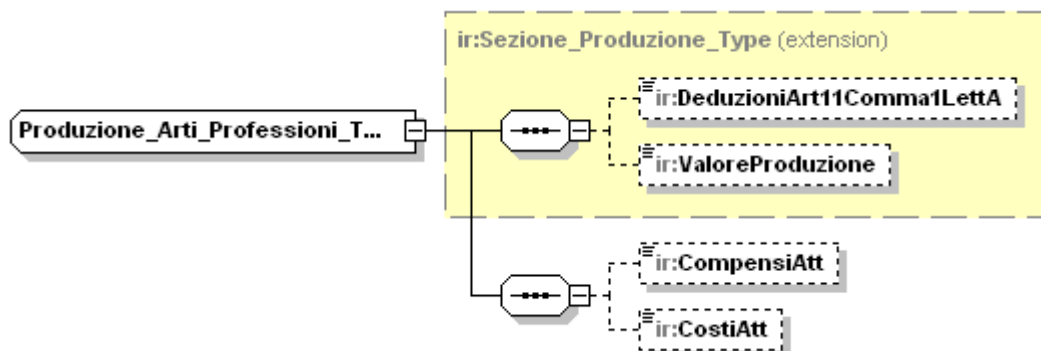 ir:Sezione_Produzione_Type (extension)
ir:DeduzioniArt11Comma1LettA
Produzione_Arti_Professioni_T...
ir:ValoreProduzione
ir:CompensiAtt
ir:CostiAtt